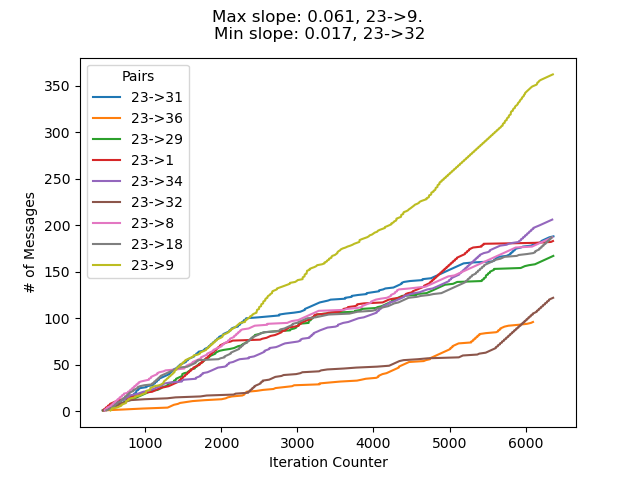 Max slope: 0.061, 23->9.
Min slope: 0.017, 23->32
# of Messages
350
300
250
200
150
100
50
0
Pairs
23->31
23->36
23->29
23->1
23->34
23->32
23->8
23->18
23->9
1000 2000 3000 4000 5000 6000
Iteration Counter